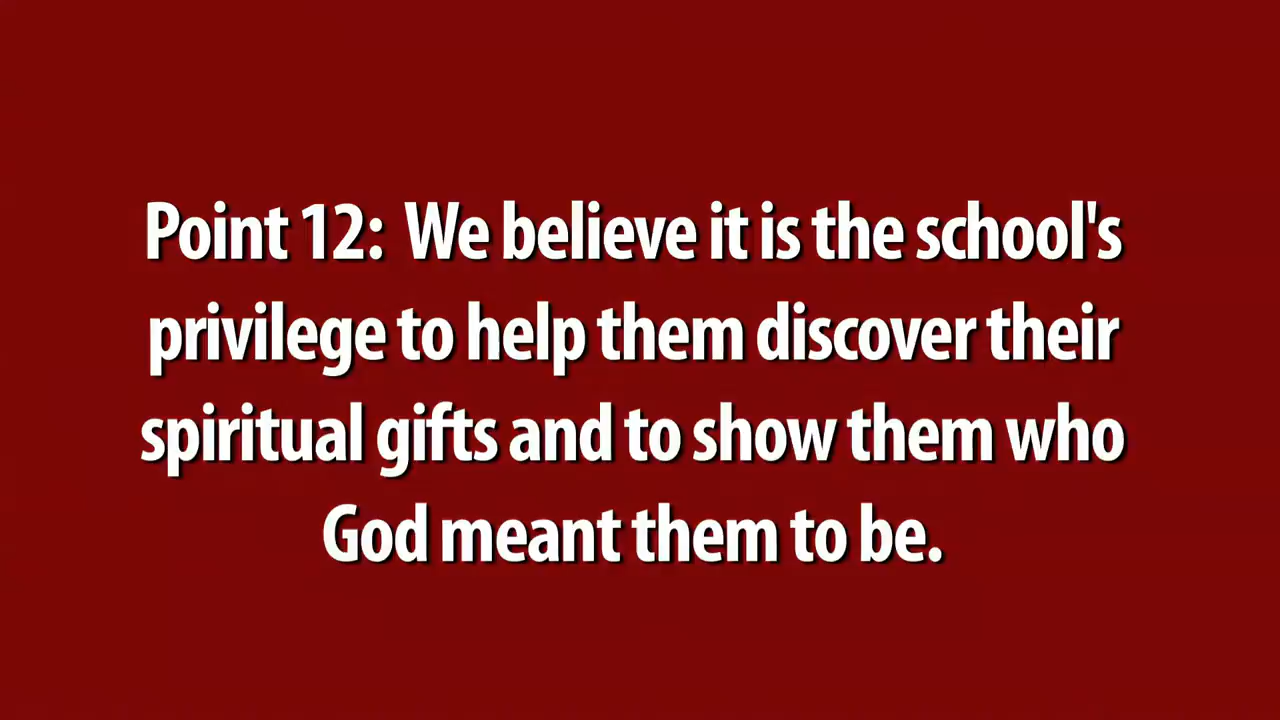 Point 12:  We believe it is the school's
privilege to help them discover their
spiritual gifts and to show them who
God meant them to be.